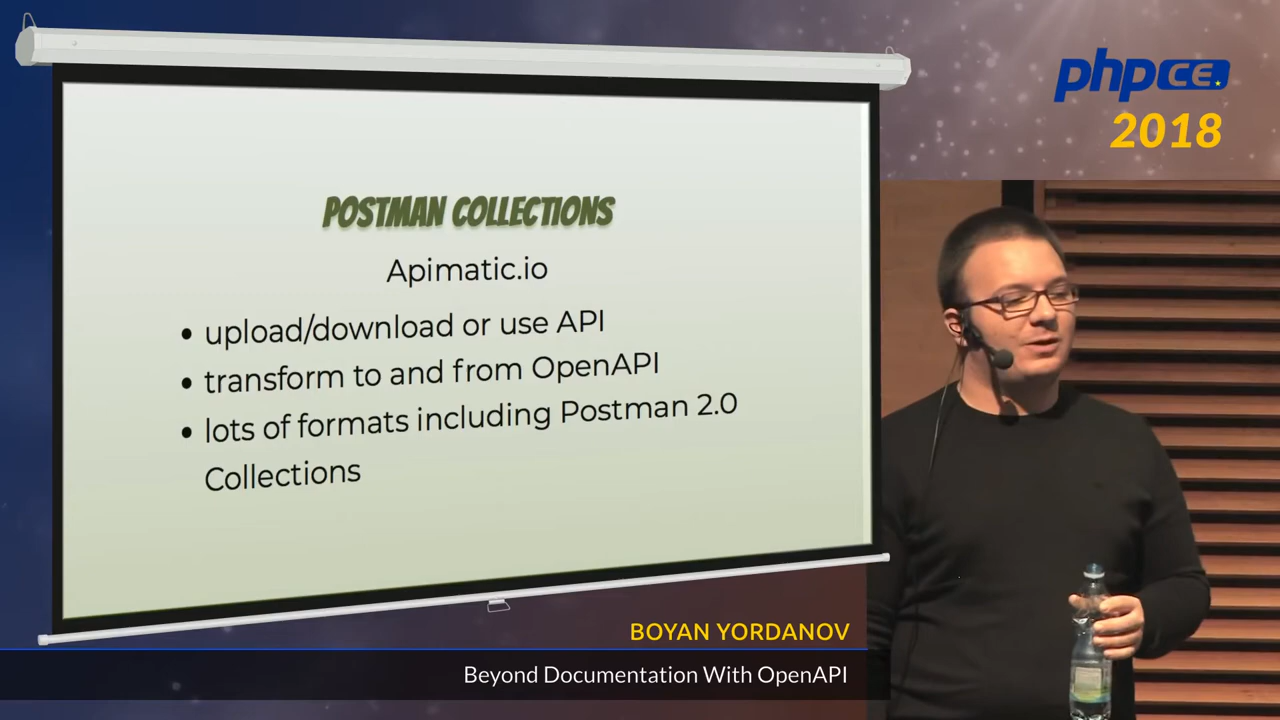 phpCE
2018
POSTMAN COLLECTIONS
Apimatic.io
• upload/download or use API
• transform to and from OpenAPI
• lots of formats including Postman 2.0
Collections
BOYAN YORDANOV
Beyond Documentation With OpenAPI